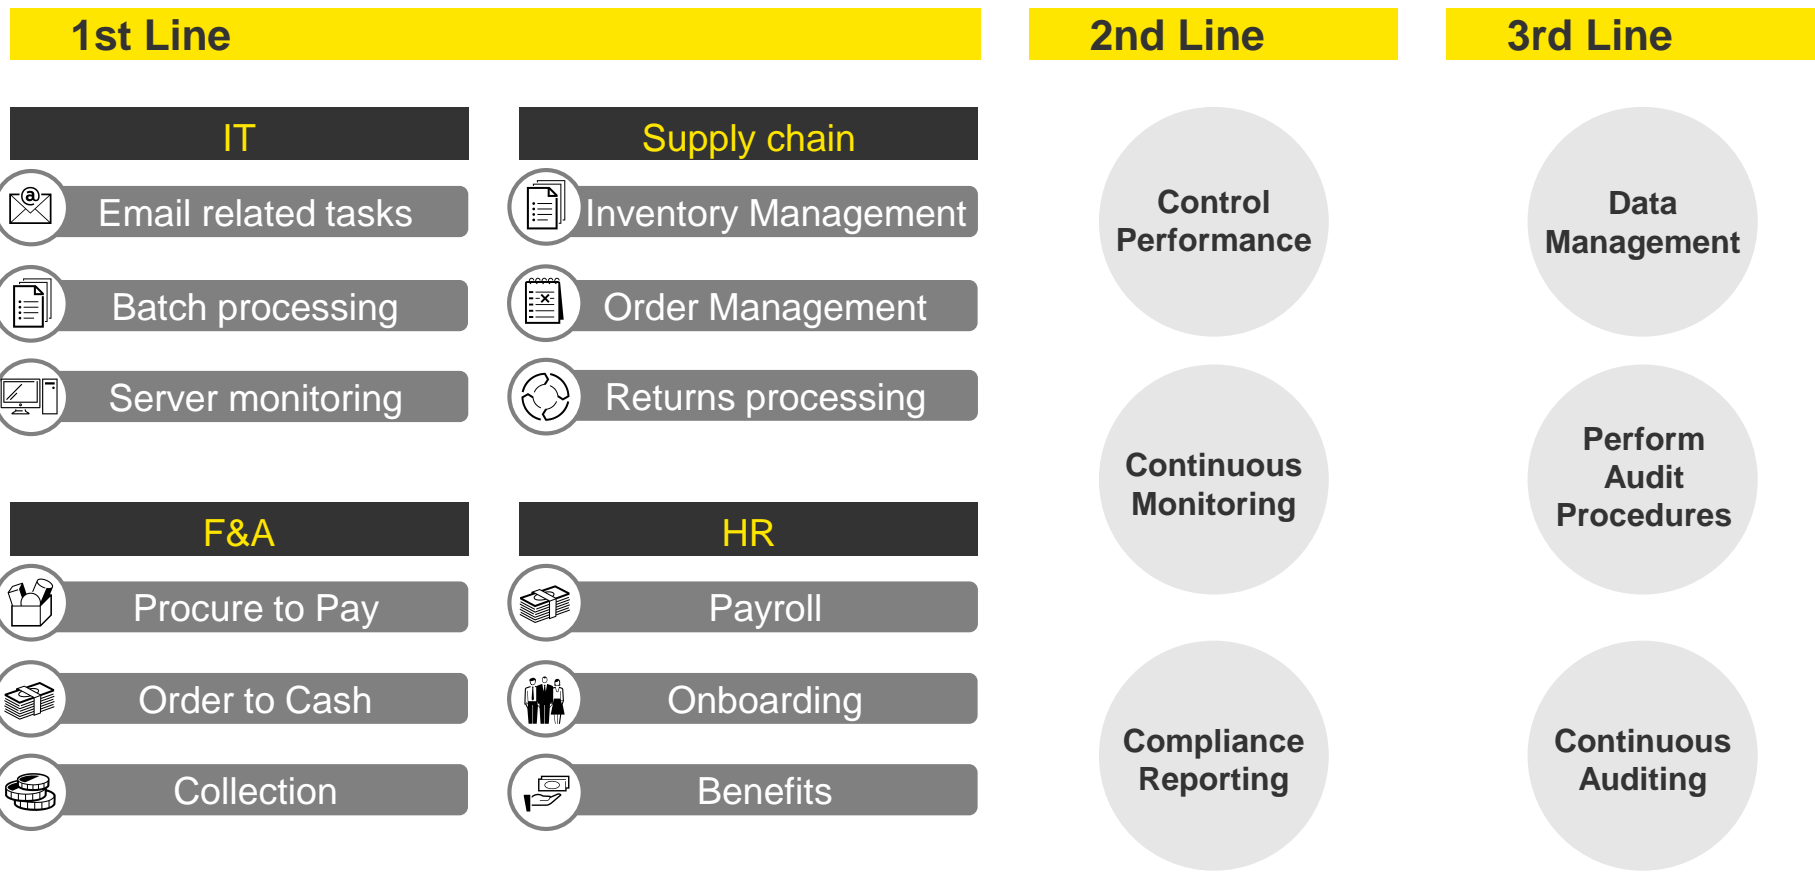 1st Line
IT
Email related tasks
Batch processing
Server monitoring
Supply chain
Inventory Management
Order Management
Returns processing
F&A
Procure to Pay
Order to Cash
Collection
HR
Payroll
Onboarding
Benefits
2nd Line
Control
Performance
Continuous
Monitoring
Compliance
Reporting
3rd Line
Data
Management
Perform
Audit
Procedures
Continuous
Auditing